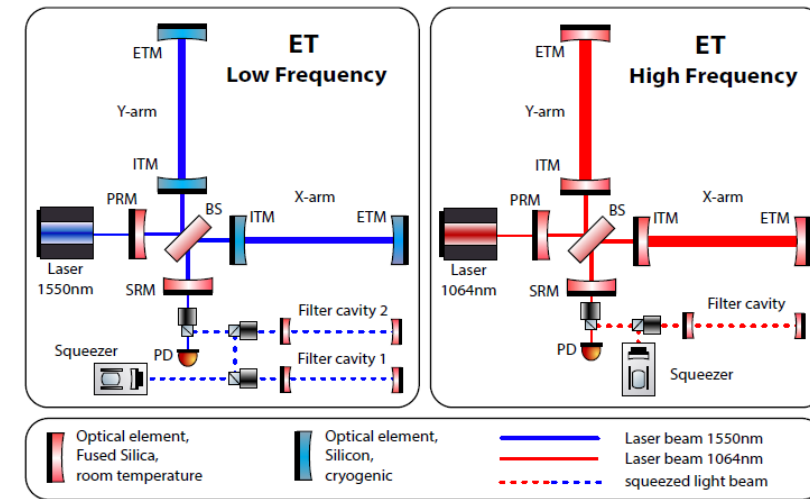 ET
Low Frequency
ETM
Y-arm
ITM
PRM
BS
X-arm
ITM
ETM
Laser
1550nm
SRM
Filter cavity 2
PD
Squeezer
Filter cavity 1
ET
High Frequency
ETM
Y-arm
ITM
PRM
BS
X-arm
ITM
ETM
Laser
1064nm
SRM
Filter cavity
PD
Squeezer
Optical element,
Fused Silica,
room temperature
Optical element,
Silicon,
cryogenic
Laser beam 1550nm
Laser beam 1064nm
squeezed light beam